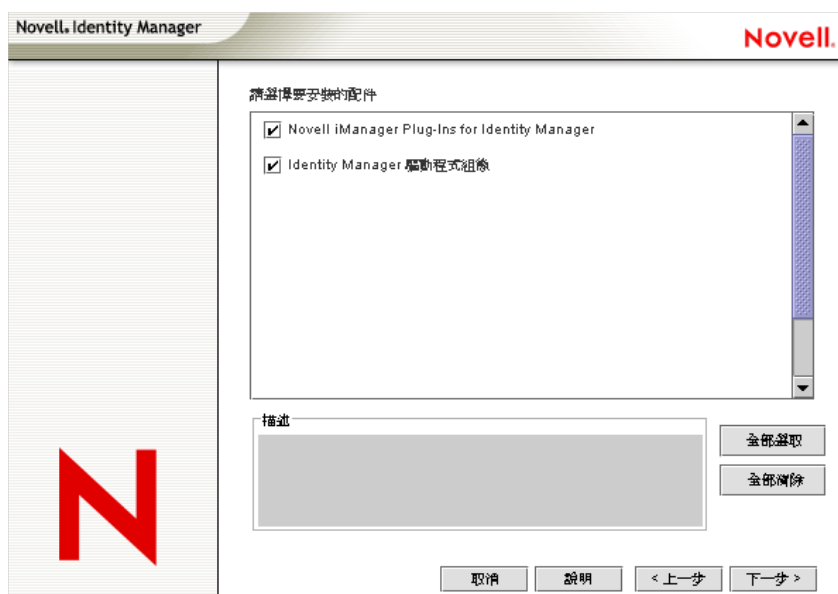 Novell. Identity Manager
Novell.
請選擇要安裝的配件
Novell iManager Plug-Ins for Identity Manager
Identity Manager 驅動程式組態
描述
全部選取
全部清除
取消
說明
< 上一步
下一步 >